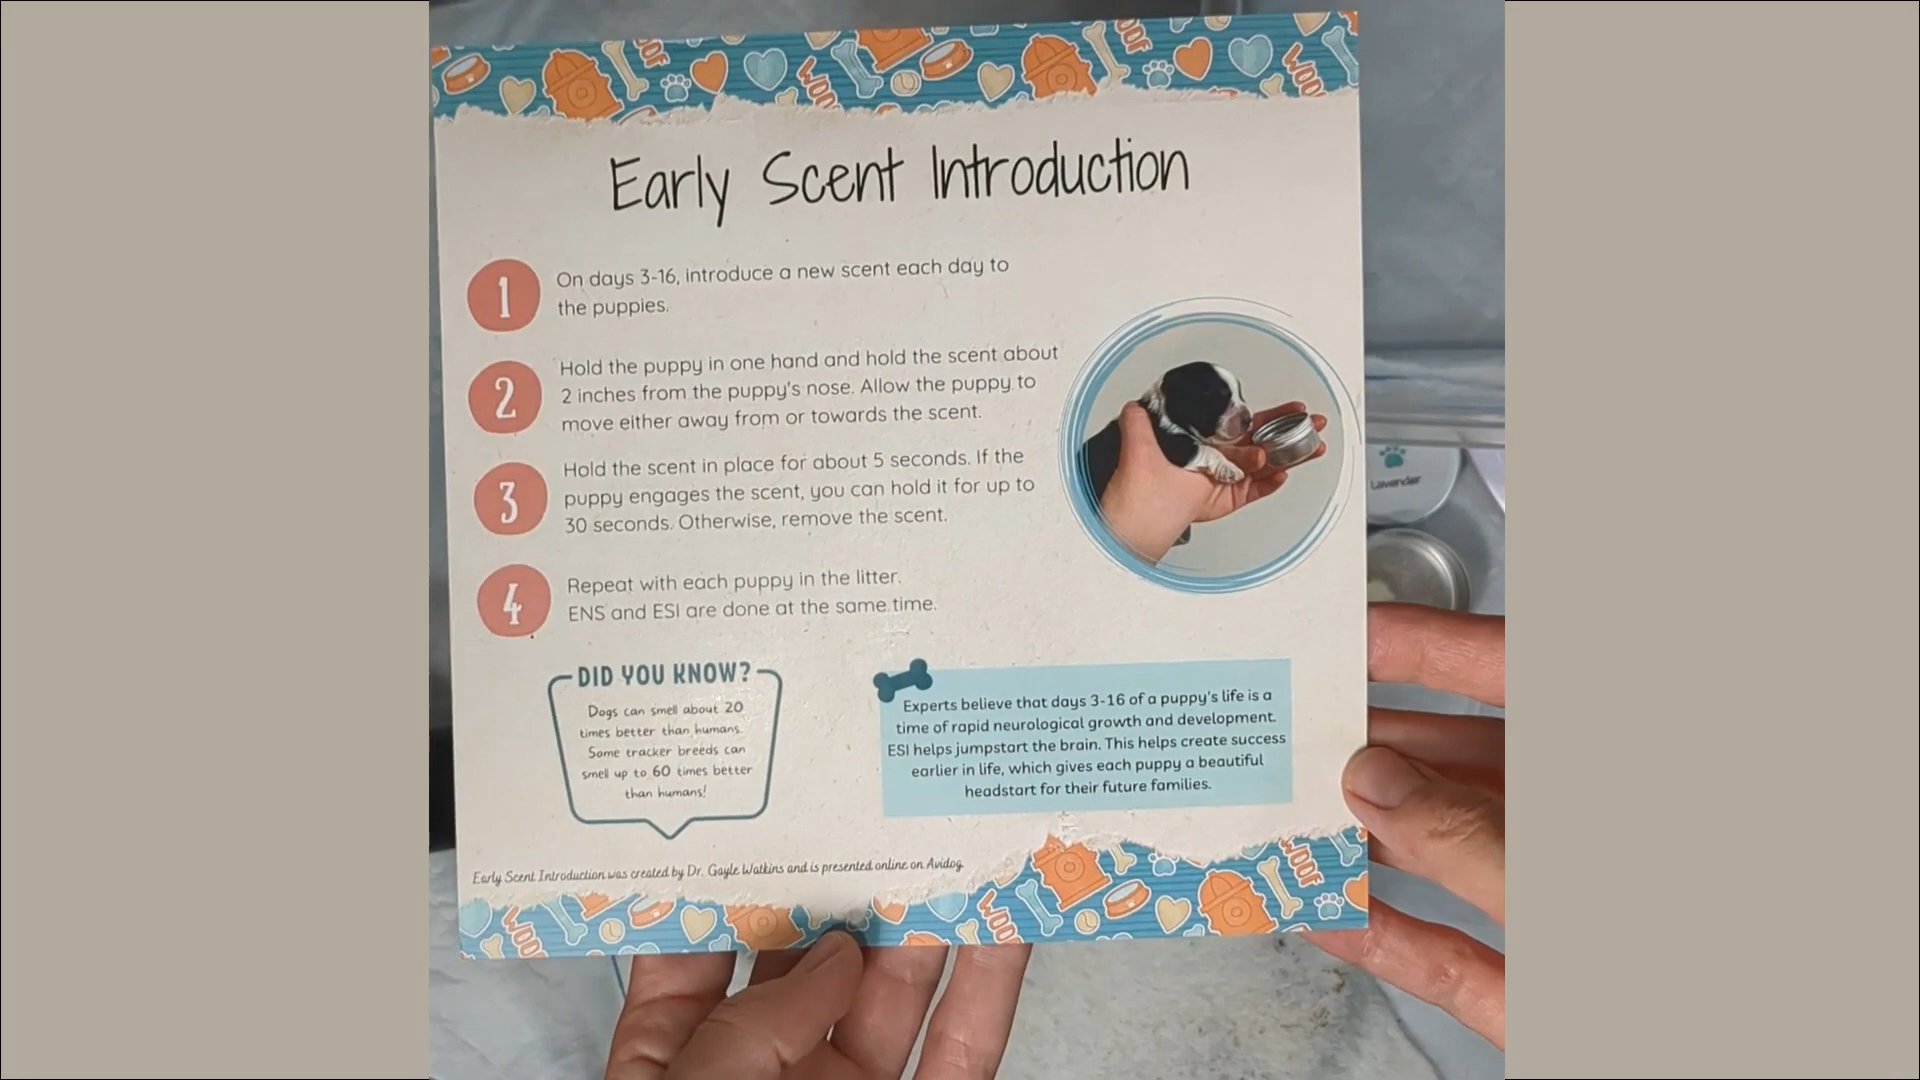 WOOF
WOOF
WOOF
WOOF
Early Scent Introduction
1
On days 3-16, introduce a new scent each day to
the puppies.
2
Hold the puppy in one hand and hold the scent about
2 inches from the puppy's nose. Allow the puppy to
move either away from or towards the scent.
3
Hold the scent in place for about 5 seconds. If the
puppy engages the scent, you can hold it for up to
30 seconds. Otherwise, remove the scent.
4
Repeat with each puppy in the litter.
ENS and ESI are done at the same time.
Lavender
DID YOU KNOW?
Dogs can smell about 20
times better than humans.
Some tracker breeds can
smell up to 60 times better
than humans!
Experts believe that days 3-16 of a puppy's life is a
time of rapid neurological growth and development.
ESI helps jumpstart the brain. This helps create success
earlier in life, which gives each puppy a beautiful
headstart for their future families.
Early Scent Introduction was created by Dr. Gayle Watkins and is presented online on Avidog.
WOOF
WOOF
WOOF